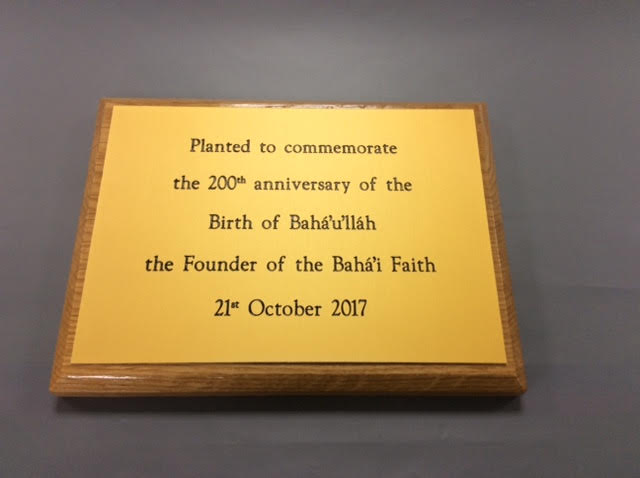 Planted to commemorate
the 200th anniversary of the
Birth of Bahá'u'lláh
the Founder of the Bahá'i Faith
21st October 2017